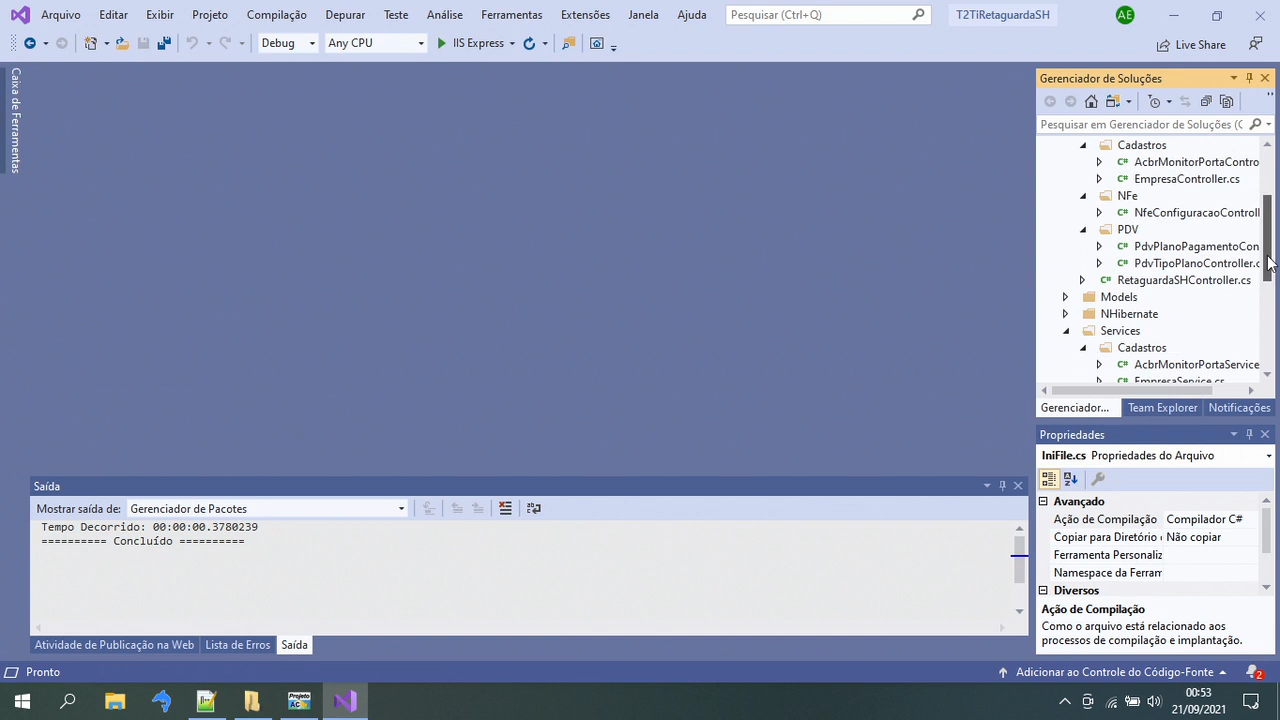 Arquivo Editar Exibir Projeto Compilação Depurar Teste Análise Ferramentas Extensões Janela Ajuda Pesquisar (Ctrl+Q) T2TiRetaguardaSH AE
Debug Any CPU IIS Express Live Share
Caixa de Ferramentas
Gerenciador de Soluções
Pesquisar em Gerenciador de Soluções (C
Cadastros
AcbrMonitorPortaContro
EmpresaController.cs
NFe
NfeConfiguracaoControll
PDV
PdvPlanoPagamentoCon
PdvTipoPlanoController.c
RetaguardaSHController.cs
Models
NHibernate
Services
Cadastros
AcbrMonitorPortaService
EmpresaService.cs
Gerenciador... Team Explorer Notificações
Propriedades
IniFile.cs Propriedades do Arquivo
Avançado
Ação de Compilação Compilador C#
Copiar para Diretório d Não copiar
Ferramenta Personaliz
Namespace da Ferram
Diversos
Ação de Compilação
Como o arquivo está relacionado aos
processos de compilação e implantação.
Saída
Mostrar saída de: Gerenciador de Pacotes
Tempo Decorrido: 00:00:00.3780239
========== Concluído ==========
Atividade de Publicação na Web Lista de Erros Saída
Pronto Adicionar ao Controle do Código-Fonte 2
Projeto
AC
00:53
21/09/2021